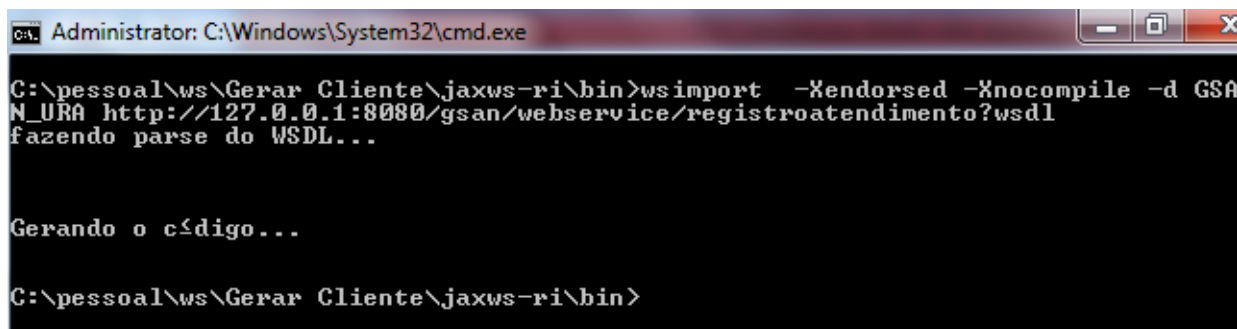 Administrator: C:\Windows\System32\cmd.exe
C:\pessoal\ws\Gerar Cliente\jaxws-ri\bin>wsimport  -Xendorsed -Xnocompile -d GSA
N_URA http://127.0.0.1:8080/gsan/webservice/registroatendimento?wsdl
fazendo parse do WSDL...
Gerando o c≤digo...
C:\pessoal\ws\Gerar Cliente\jaxws-ri\bin>